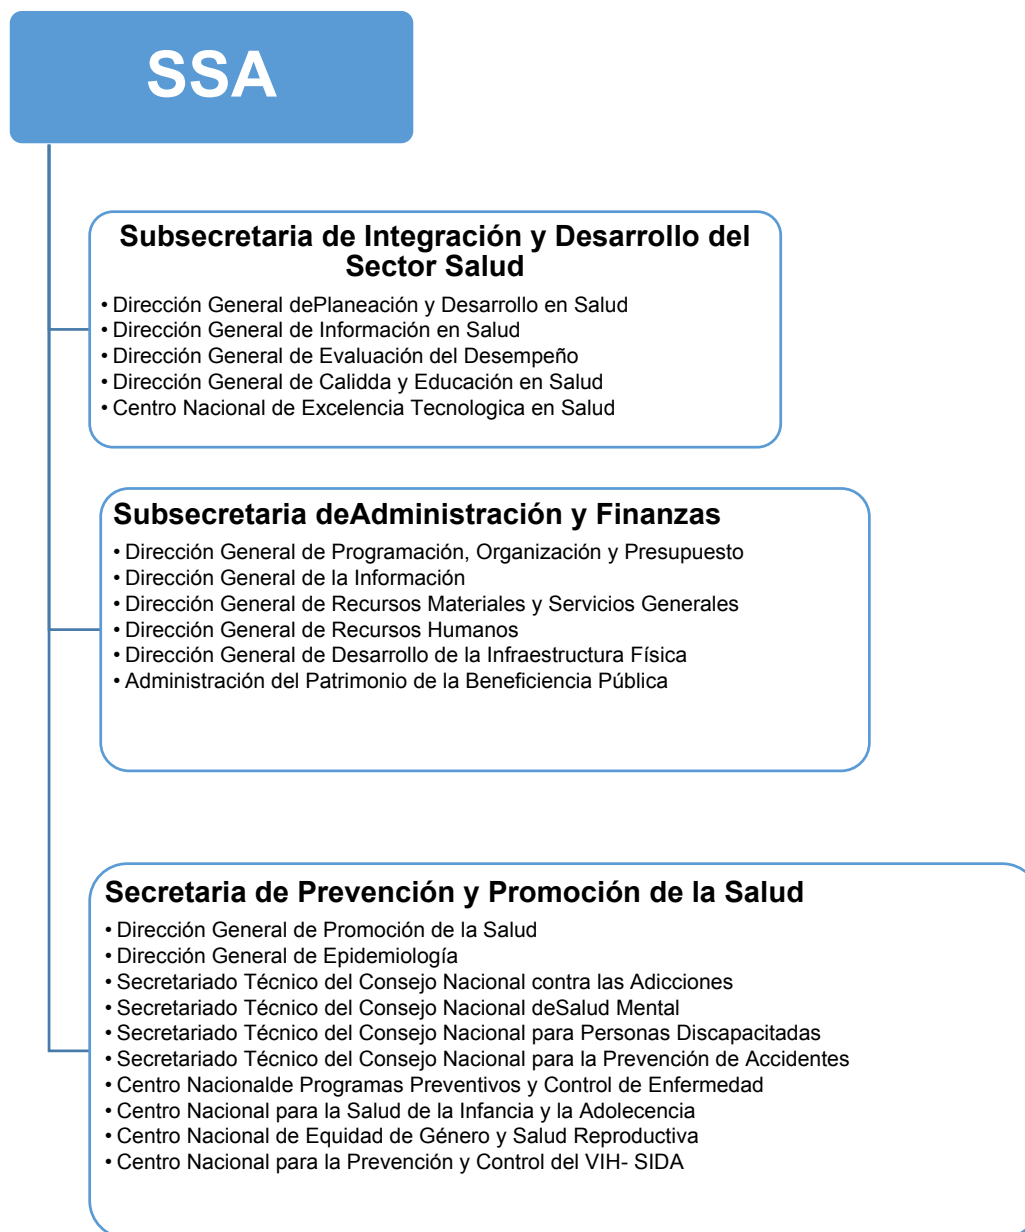 SSA
Subsecretaria de Integración y Desarrollo del
Sector Salud
• Dirección General dePlaneación y Desarrollo en Salud
• Dirección General de Información en Salud
• Dirección General de Evaluación del Desempeño
• Dirección General de Calidda y Educación en Salud
• Centro Nacional de Excelencia Tecnologica en Salud
Subsecretaria deAdministración y Finanzas
• Dirección General de Programación, Organización y Presupuesto
• Dirección General de la Información
• Dirección General de Recursos Materiales y Servicios Generales
• Dirección General de Recursos Humanos
• Dirección General de Desarrollo de la Infraestructura Física
• Administración del Patrimonio de la Beneficiencia Pública
Secretaria de Prevención y Promoción de la Salud
• Dirección General de Promoción de la Salud
• Dirección General de Epidemiología
• Secretariado Técnico del Consejo Nacional contra las Adicciones
• Secretariado Técnico del Consejo Nacional deSalud Mental
• Secretariado Técnico del Consejo Nacional para Personas Discapacitadas
• Secretariado Técnico del Consejo Nacional para la Prevención de Accidentes
• Centro Nacionalde Programas Preventivos y Control de Enfermedad
• Centro Nacional para la Salud de la Infancia y la Adolecencia
• Centro Nacional de Equidad de Género y Salud Reproductiva
• Centro Nacional para la Prevención y Control del VIH- SIDA